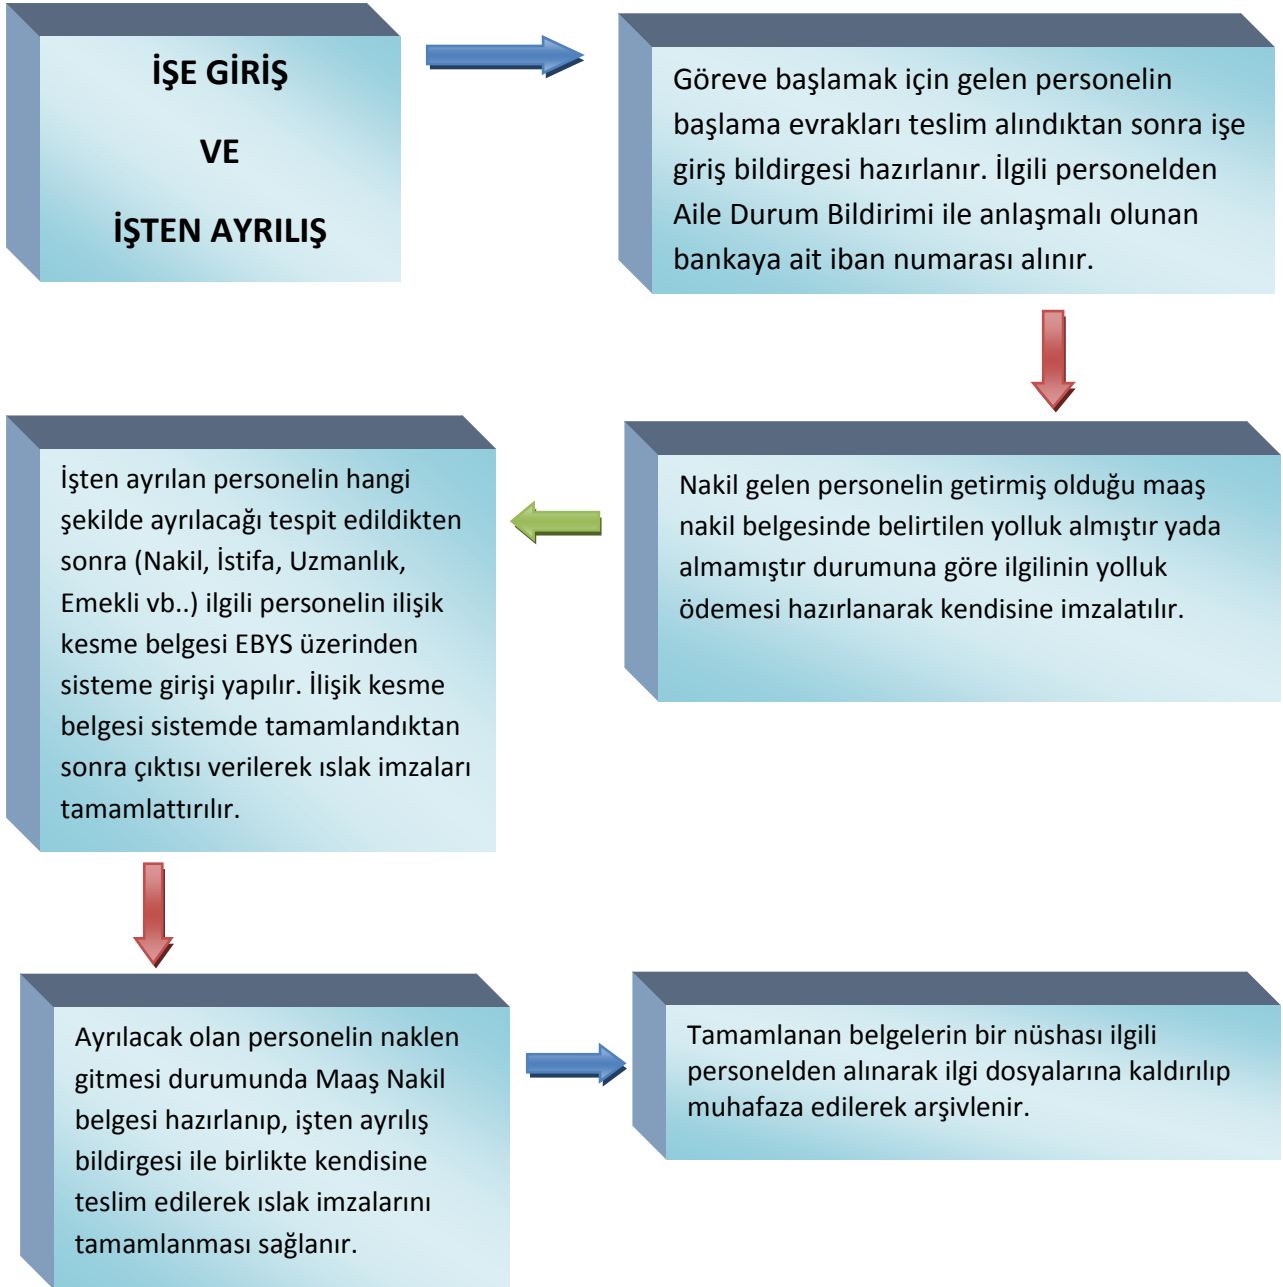 İŞE GİRİŞ
VE
İŞTEN AYRILIŞ
Göreve başlamak için gelen personelin
başlama evrakları teslim alındıktan sonra işe
giriş bildirgesi hazırlanır. İlgili personelden
Aile Durum Bildirimi ile anlaşmalı olunan
bankaya ait iban numarası alınır.
Nakil gelen personelin getirmiş olduğu maaş
nakil belgesinde belirtilen yolluk almıştır yada
almamıştır durumuna göre ilgilinin yolluk
ödemesi hazırlanarak kendisine imzalatılır.
İşten ayrılan personelin hangi
şekilde ayrılacağı tespit edildikten
sonra (Nakil, İstifa, Uzmanlık,
Emekli vb..) ilgili personelin ilişik
kesme belgesi EBYS üzerinden
sisteme girişi yapılır. İlişik kesme
belgesi sistemde tamamlandıktan
sonra çıktısı verilerek ıslak imzaları
tamamlattırılır.
Ayrılacak olan personelin naklen
gitmesi durumunda Maaş Nakil
belgesi hazırlanıp, işten ayrılış
bildirgesi ile birlikte kendisine
teslim edilerek ıslak imzalarını
tamamlanması sağlanır.
Tamamlanan belgelerin bir nüshası ilgili
personelden alınarak ilgi dosyalarına kaldırılıp
muhafaza edilerek arşivlenir.